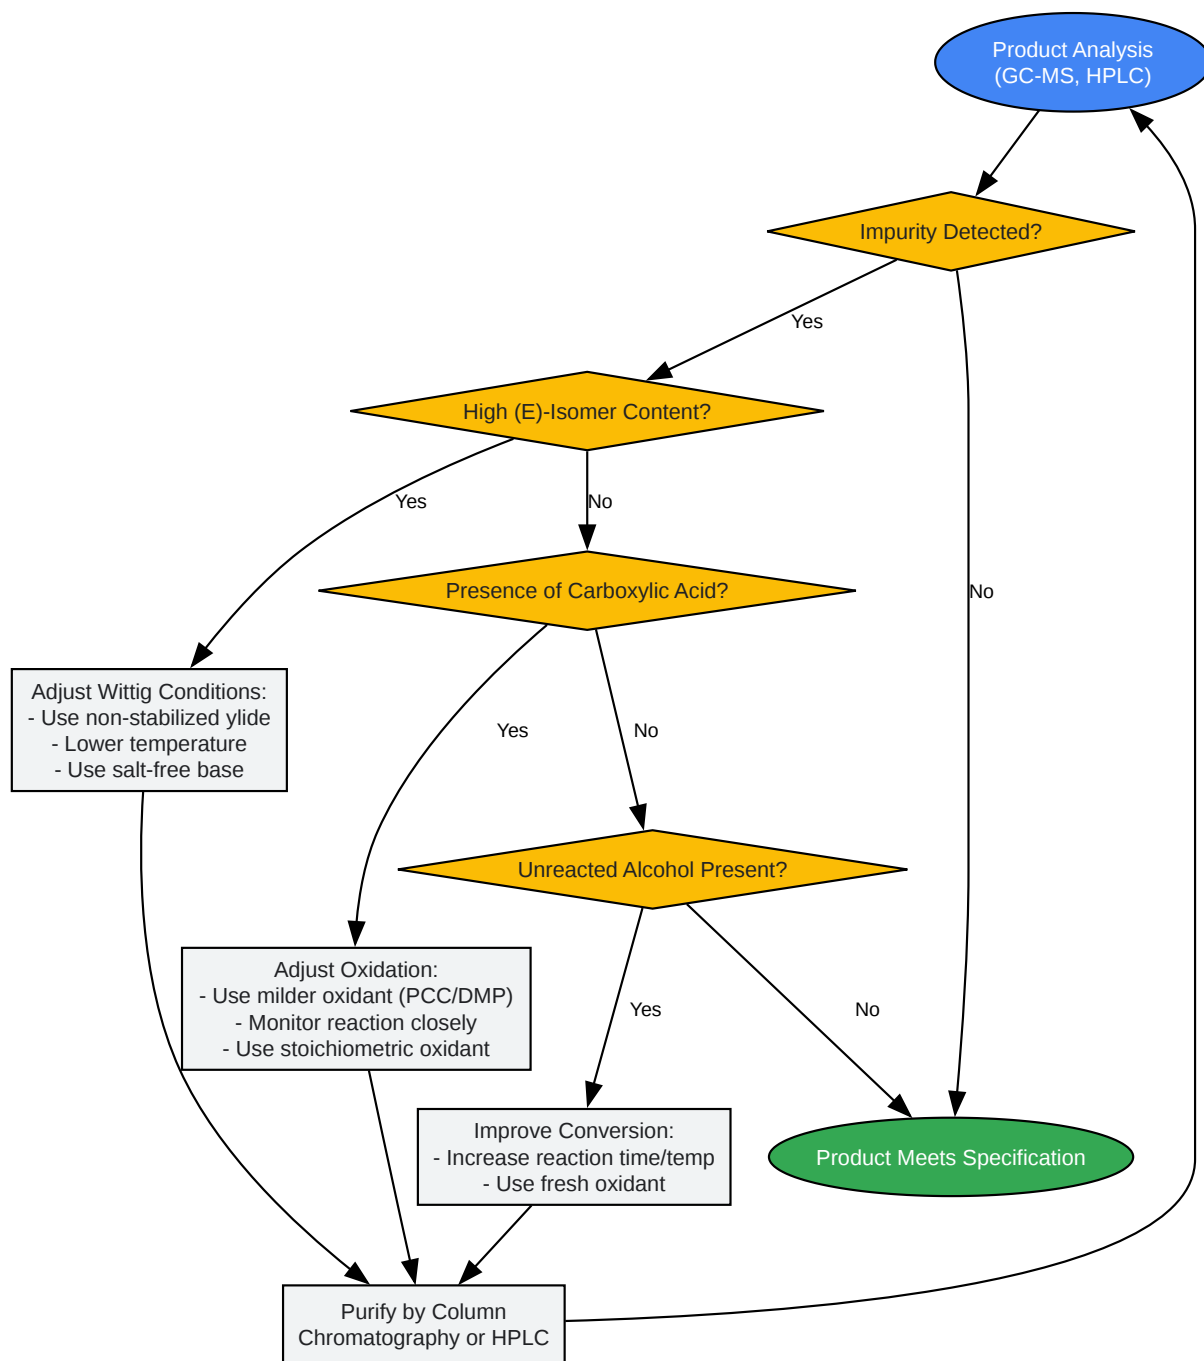 Product Analysis
(GC-MS, HPLC)
Impurity Detected?
Yes
High (E)-Isomer Content?
Yes
No
No
Presence of Carboxylic Acid?
Adjust Wittig Conditions:
- Use non-stabilized ylide
- Lower temperature
- Use salt-free base
Yes
No
Unreacted Alcohol Present?
Adjust Oxidation:
- Use milder oxidant (PCC/DMP)
- Monitor reaction closely
- Use stoichiometric oxidant
Yes
No
Improve Conversion:
- Increase reaction time/temp
- Use fresh oxidant
Product Meets Specification
Purify by Column
Chromatography or HPLC